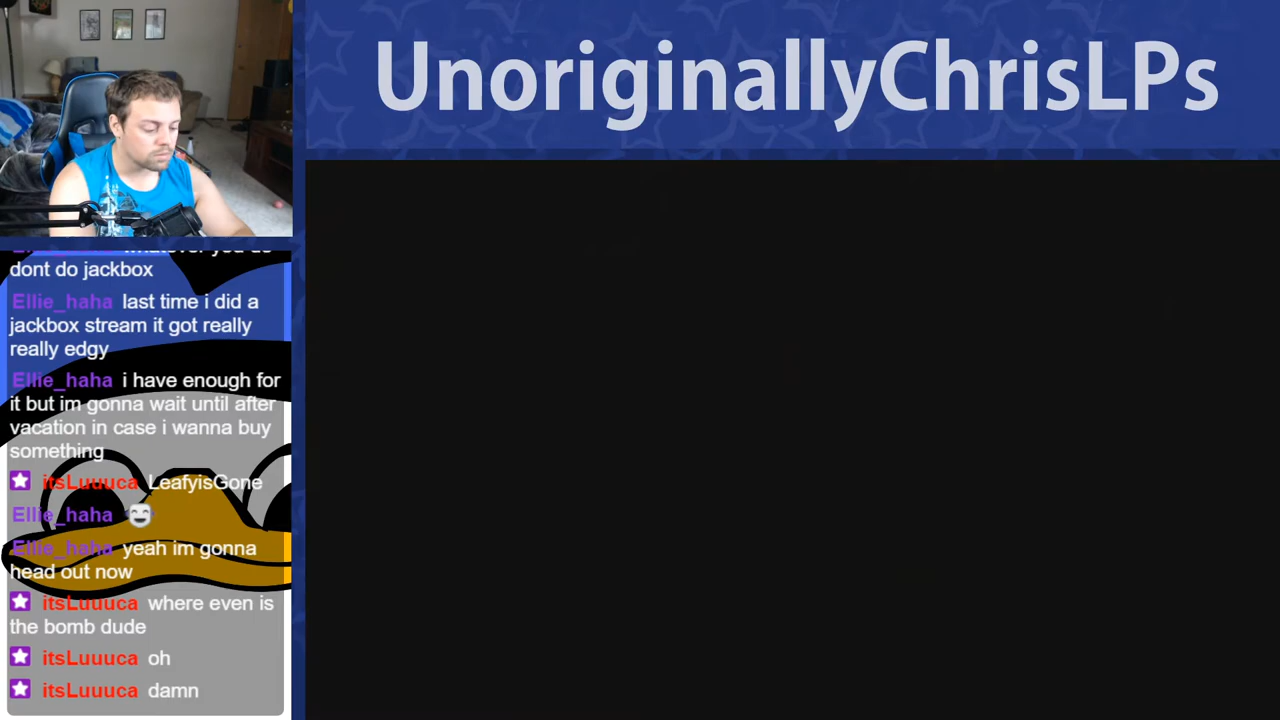 UnoriginallyChrisLPs
dont do jackbox
Ellie_haha last time i did a
jackbox stream it got really
really edgy
Ellie_haha i have enough for
it but im gonna wait until after
vacation in case i wanna buy
something
itsLuuuca LeafyisGone
Ellie_haha
Ellie_haha yeah im gonna
head out now
itsLuuuca where even is
the bomb dude
itsLuuuca oh
itsLuuuca damn